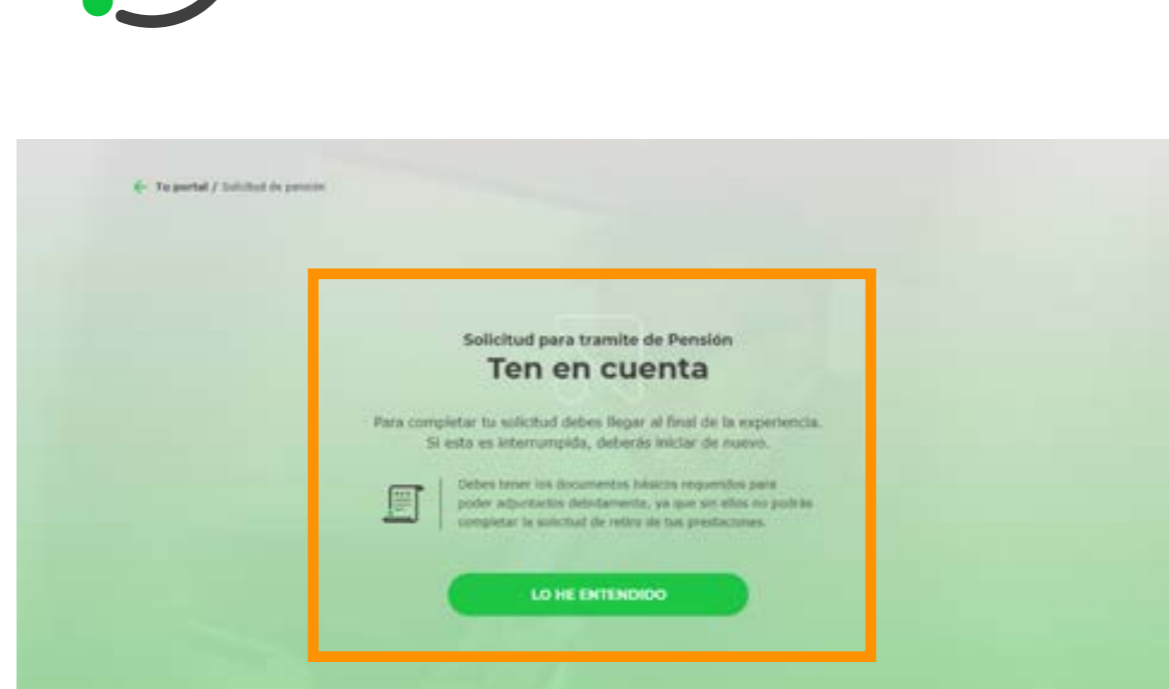 ← Tu portal / Solicitud de pensión
Solicitud para tramite de Pensión
Ten en cuenta
Para completar tu solicitud debes llegar al final de la experiencia.
Si esta es interrumpida, deberás iniciar de nuevo.
Debes tener los documentos básicos requeridos para
poder adjuntarlos debidamente, ya que sin ellos no podrás
completar la solicitud de retiro de tus prestaciones.
LO HE ENTENDIDO